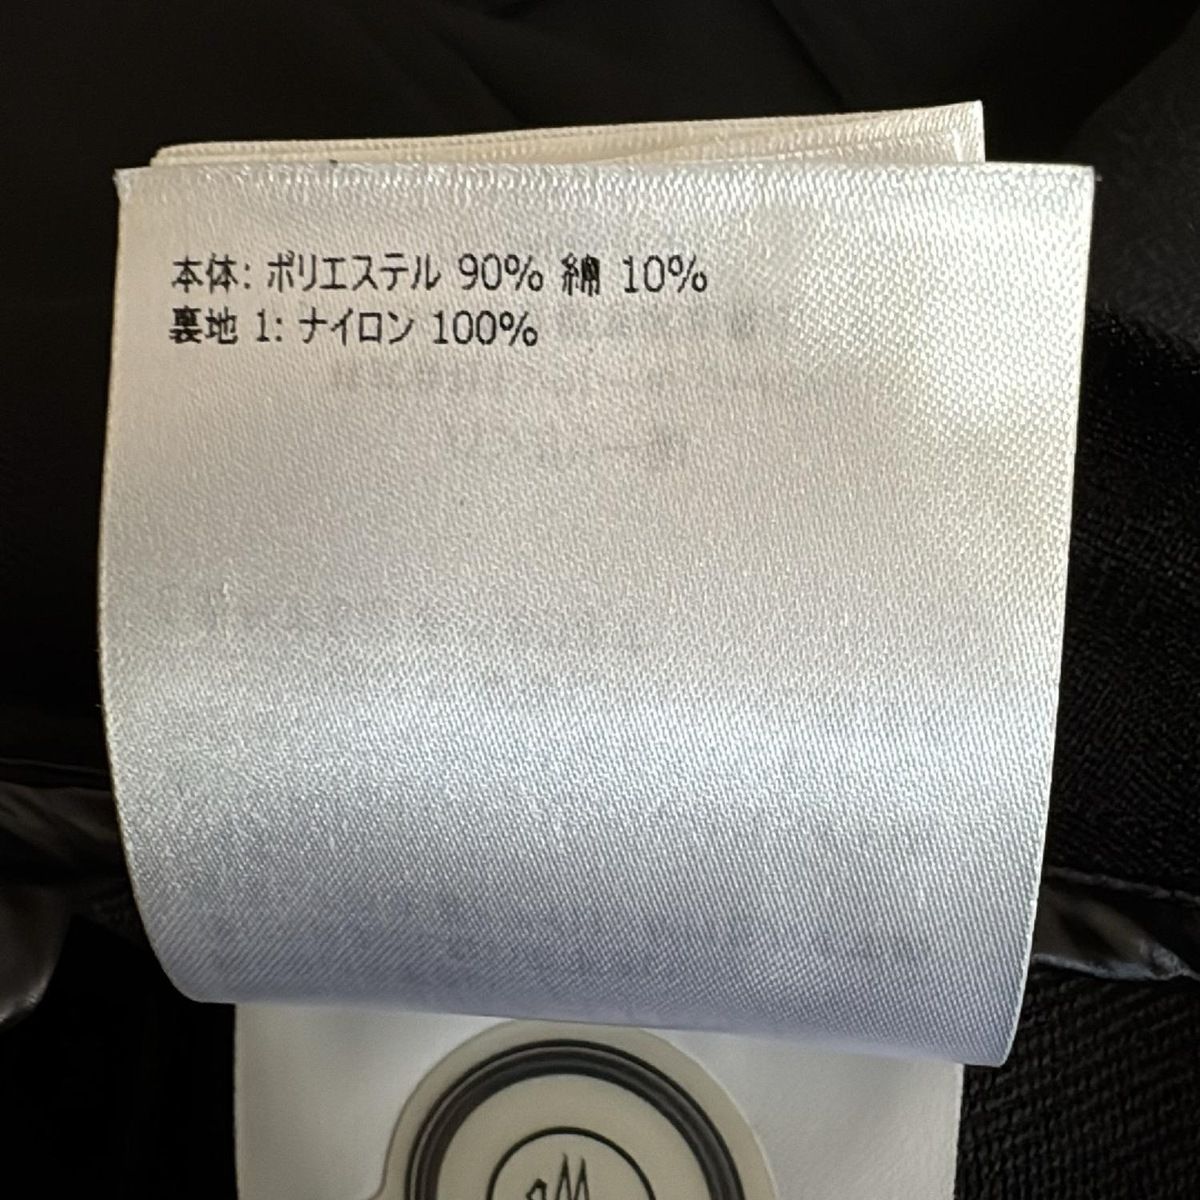 本体: ポリエステル 90% 綿 10%
裏地 1: ナイロン 100%